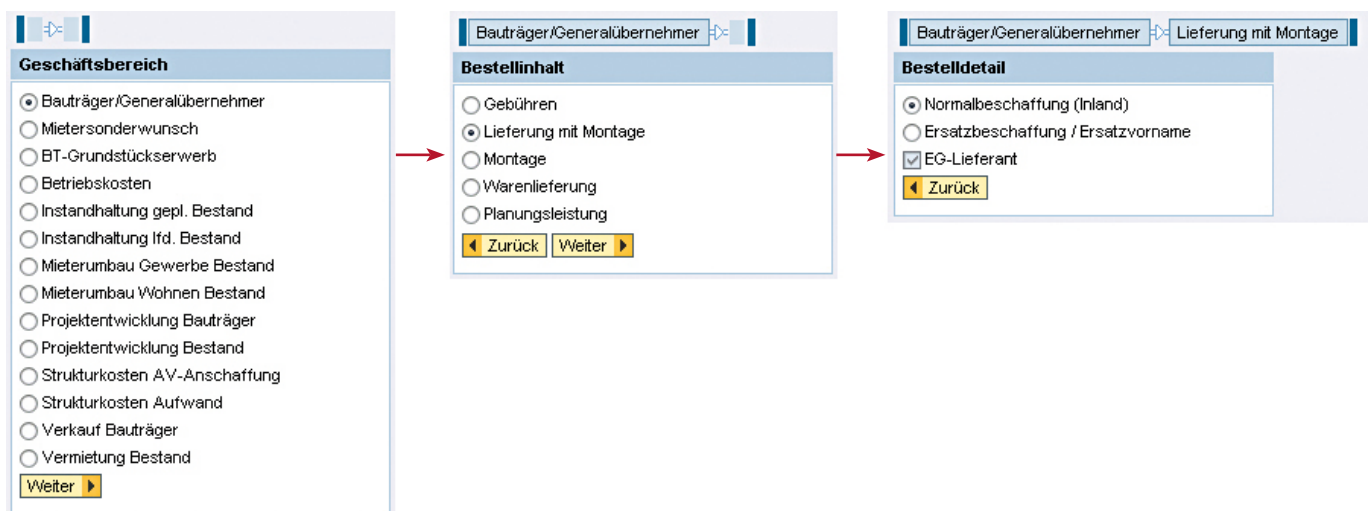 Geschäftsbereich
Bauträger/Generalübernehmer
Mietersonderwunsch
BT-Grundstückserwerb
Betriebskosten
Instandhaltung gepl. Bestand
Instandhaltung lfd. Bestand
Mieterumbau Gewerbe Bestand
Mieterumbau Wohnen Bestand
Projektentwicklung Bauträger
Projektentwicklung Bestand
Strukturkosten AV-Anschaffung
Strukturkosten Aufwand
Verkauf Bauträger
Vermietung Bestand
Weiter
Bauträger/Generalübernehmer
Bestellinhalt
Gebühren
Lieferung mit Montage
Montage
Warenlieferung
Planungsleistung
Zurück Weiter
Bauträger/Generalübernehmer Lieferung mit Montage
Bestelldetail
Normalbeschaffung (Inland)
Ersatzbeschaffung / Ersatzvorname
EG-Lieferant
Zurück